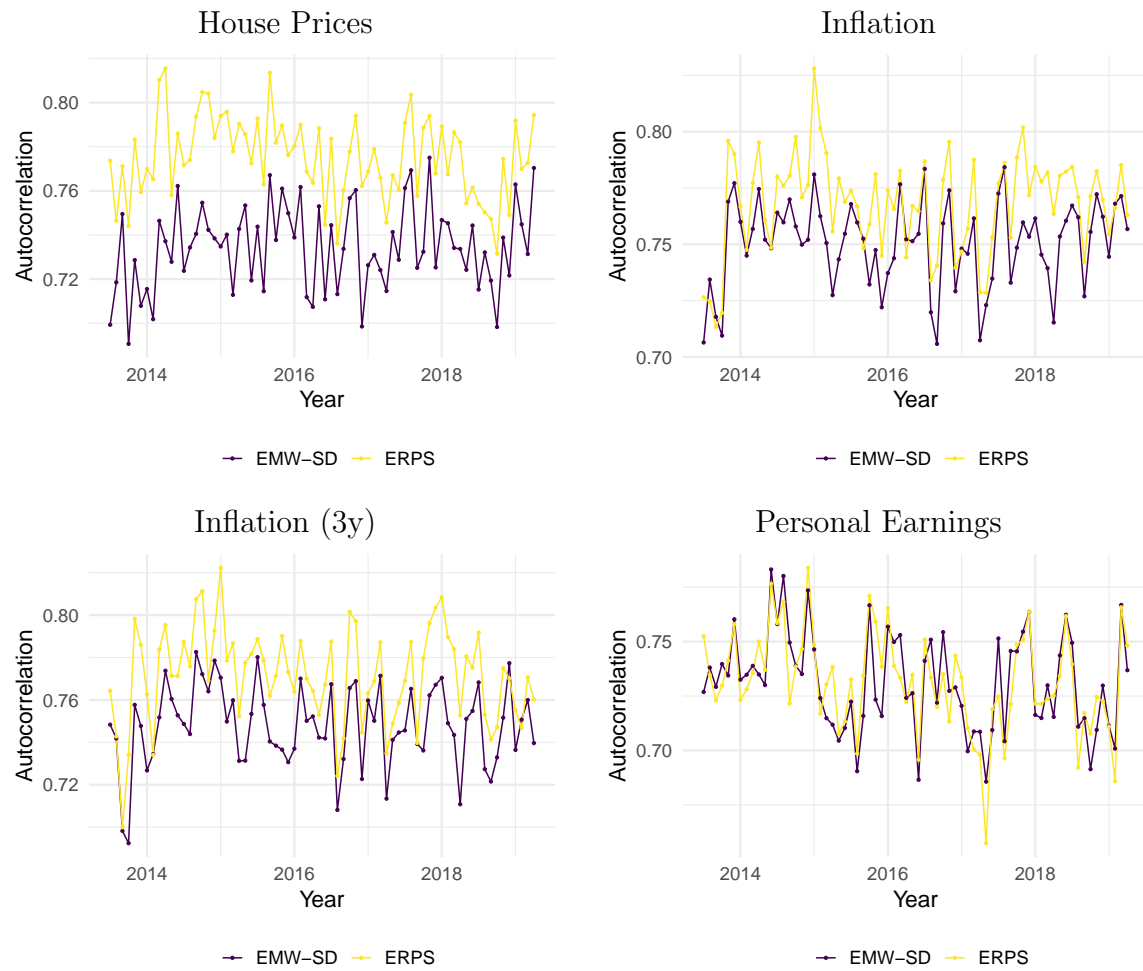 House Prices
0.80
0.76
0.72
Autocorrelation
2014 2016 2018
Year
EMW−SD ERPS
Inflation
0.80
0.75
0.70
Autocorrelation
2014 2016 2018
Year
EMW−SD ERPS
Inflation (3y)
0.80
0.76
0.72
Autocorrelation
2014 2016 2018
Year
EMW−SD ERPS
Personal Earnings
0.75
0.70
Autocorrelation
2014 2016 2018
Year
EMW−SD ERPS